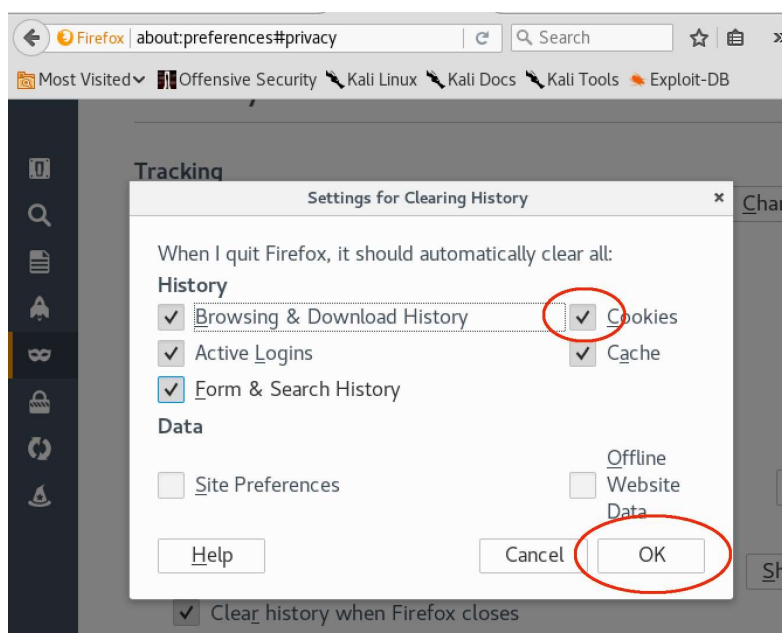 Firefox about:preferences#privacy Search
Most Visited Offensive Security Kali Linux Kali Docs Kali Tools Exploit-DB
Tracking
Settings for Clearing History
When I quit Firefox, it should automatically clear all:
History
Browsing & Download History Cookies
Active Logins Cache
Form & Search History
Data
Site Preferences Offline Website Data
Help Cancel OK
Clear history when Firefox closes